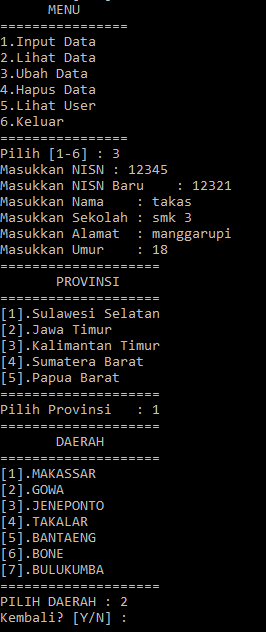 MENU
================
1.Input Data
2.Lihat Data
3.Ubah Data
4.Hapus Data
5.Lihat User
6.Keluar
================
Pilih [1-6] : 3
Masukkan NISN : 12345
Masukkan NISN Baru    : 12321
Masukkan Nama    : takas
Masukkan Sekolah : smk 3
Masukkan Alamat  : manggarupi
Masukkan Umur    : 18
====================
PROVINSI
====================
[1].Sulawesi Selatan
[2].Jawa Timur
[3].Kalimantan Timur
[4].Sumatera Barat
[5].Papua Barat
====================
Pilih Provinsi   : 1
====================
DAERAH
====================
[1].MAKASSAR
[2].GOWA
[3].JENEPONTO
[4].TAKALAR
[5].BANTAENG
[6].BONE
[7].BULUKUMBA
====================
PILIH DAERAH : 2
Kembali? [Y/N] :